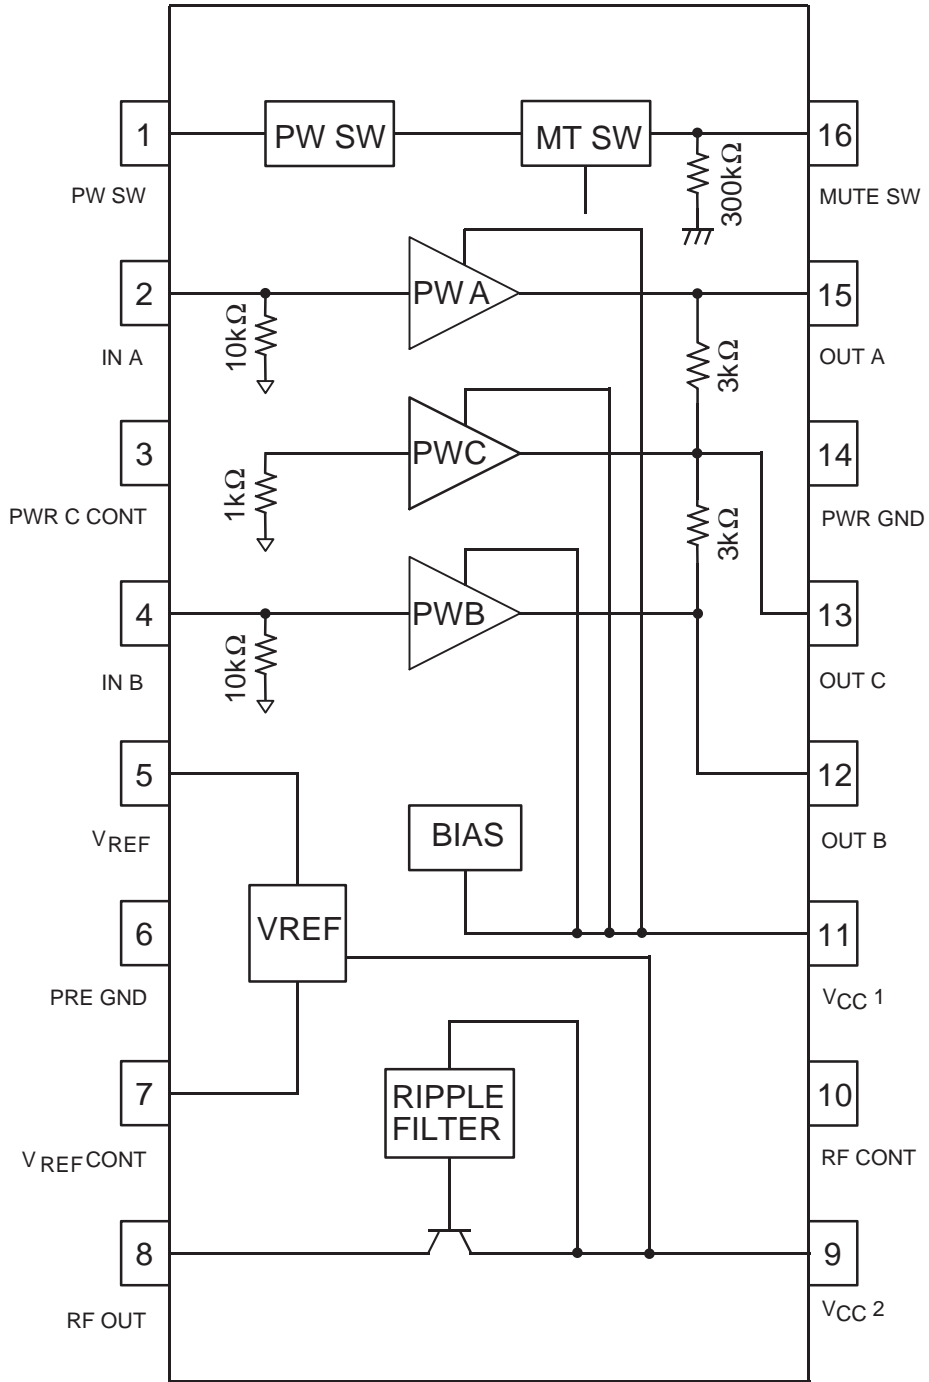 1
PW SW
PW SW
MT SW
300kΩ
16
MUTE SW
2
IN A
10kΩ
PW A
15
OUT A
3kΩ
3
PWR C CONT
1kΩ
PWC
14
PWR GND
3kΩ
4
IN B
10kΩ
PWB
13
OUT C
5
VREF
12
OUT B
BIAS
6
PRE GND
VREF
11
VCC 1
7
VREF CONT
RIPPLE
FILTER
10
RF CONT
8
RF OUT
9
VCC 2